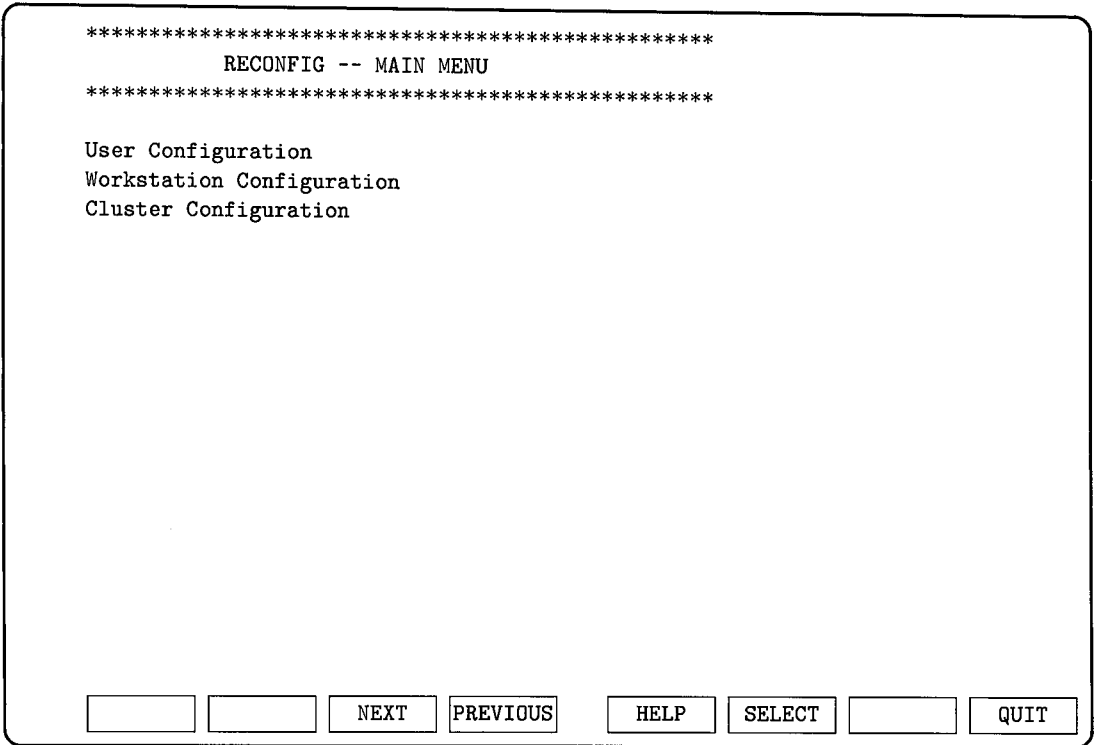 **************************************************
RECONFIG -- MAIN MENU
**************************************************
User Configuration
Workstation Configuration
Cluster Configuration
NEXT PREVIOUS HELP SELECT QUIT